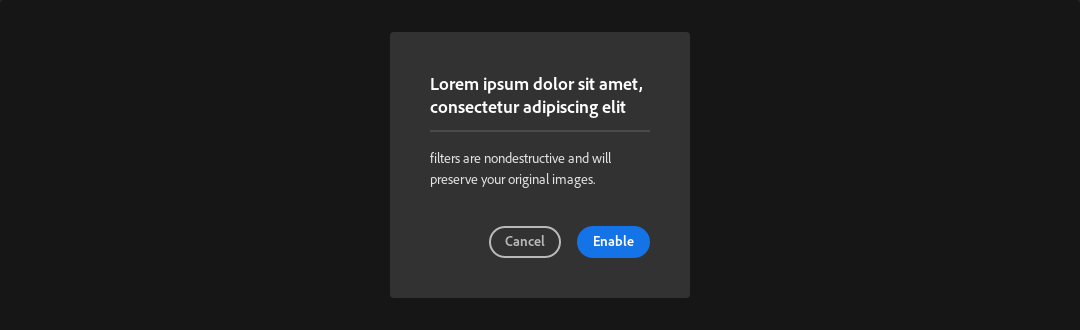 Lorem ipsum dolor sit amet,
consectetur adipiscing elit
filters are nondestructive and will
preserve your original images.
Cancel
Enable